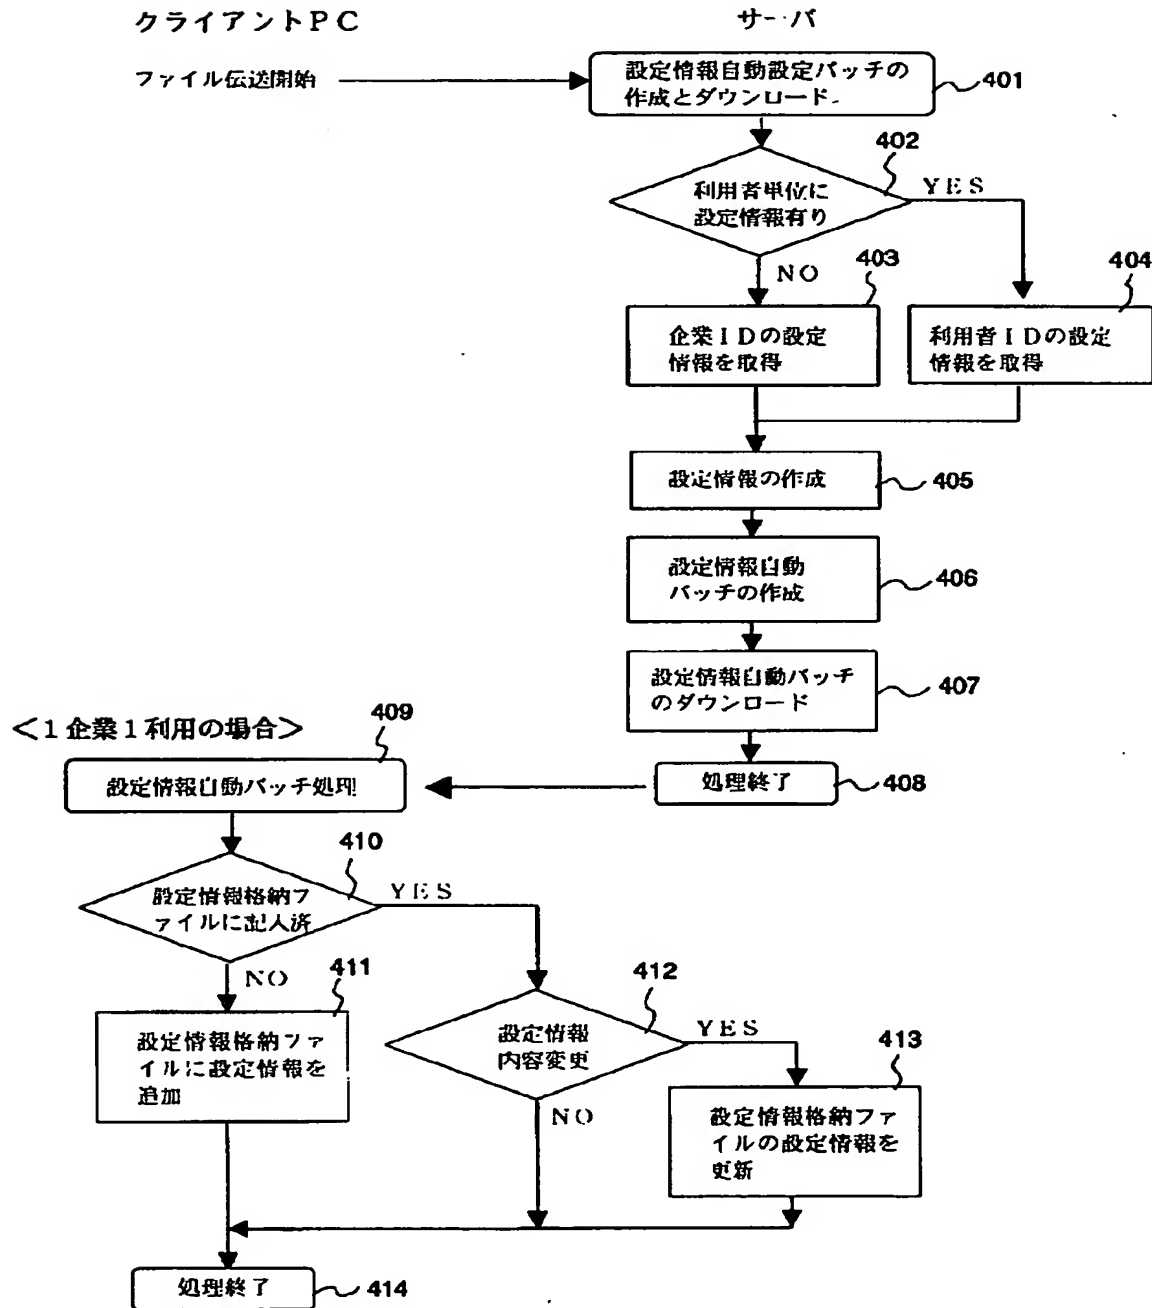 クライアントPC
サーバ
ファイル伝送開始
設定情報自動設定バッチの
作成とダウンロード
401
402
利用者単位に
設定情報有り
YES
NO
403
404
企業IDの設定
情報を取得
利用者IDの設定
情報を取得
設定情報の作成
405
設定情報自動
バッチの作成
406
設定情報自動バッチ
のダウンロード
407
<1企業1利用の場合>
409
設定情報自動バッチ処理
処理終了
408
410
設定情報格納フ
ァイルに記入済
YES
NO
411
412
設定情報格納ファ
イルに設定情報を
追加
設定情報
内容変更
YES
NO
413
設定情報格納ファ
イルの設定情報を
更新
処理終了
414